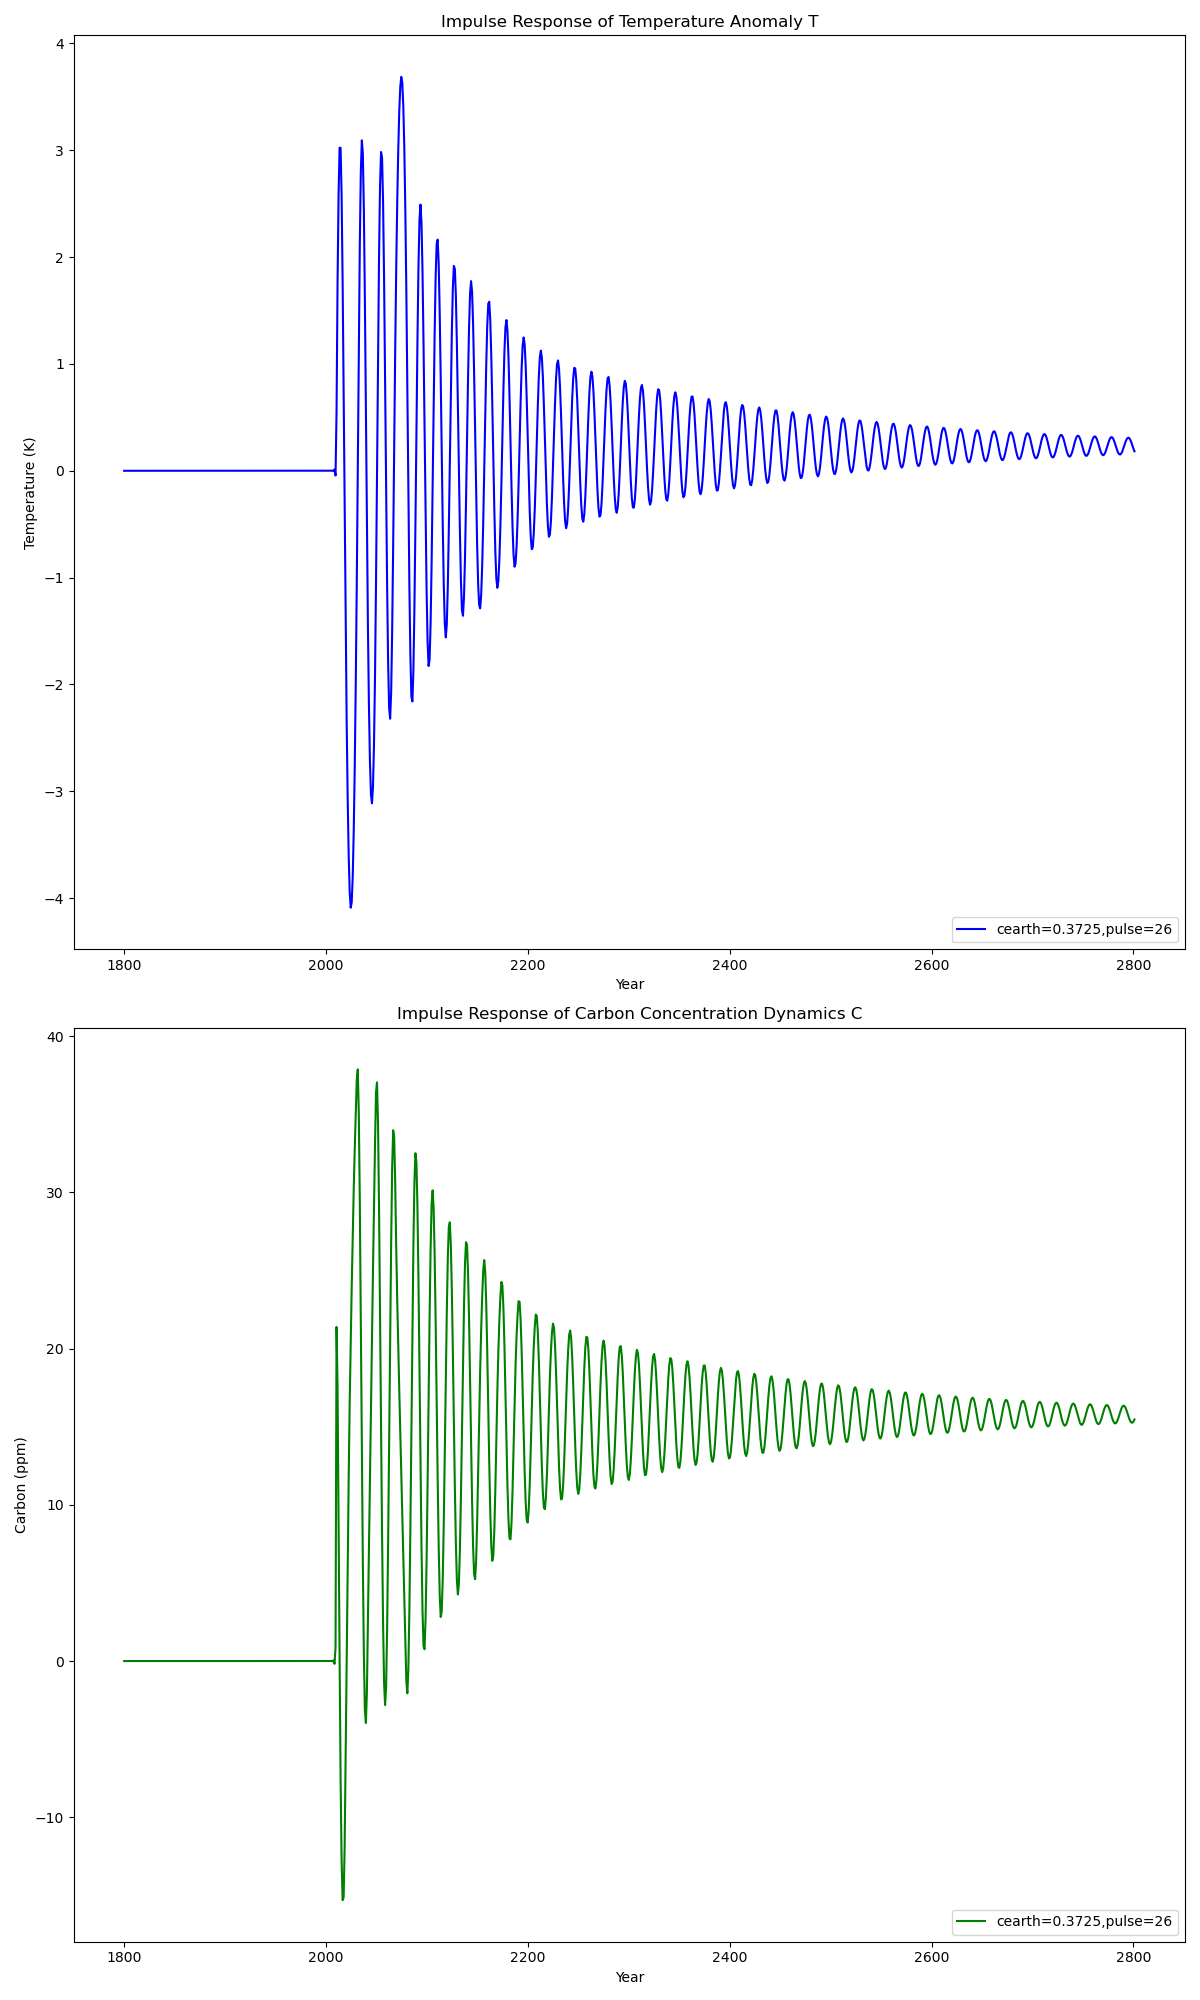 Impulse Response of Temperature Anomaly T
4
3
2
1
0
−1
−2
−3
−4
Temperature (K)
cearth=0.3725,pulse=26
1800 2000 2200 2400 2600 2800
Year
Impulse Response of Carbon Concentration Dynamics C
40
30
20
10
0
−10
Carbon (ppm)
cearth=0.3725,pulse=26
1800 2000 2200 2400 2600 2800
Year